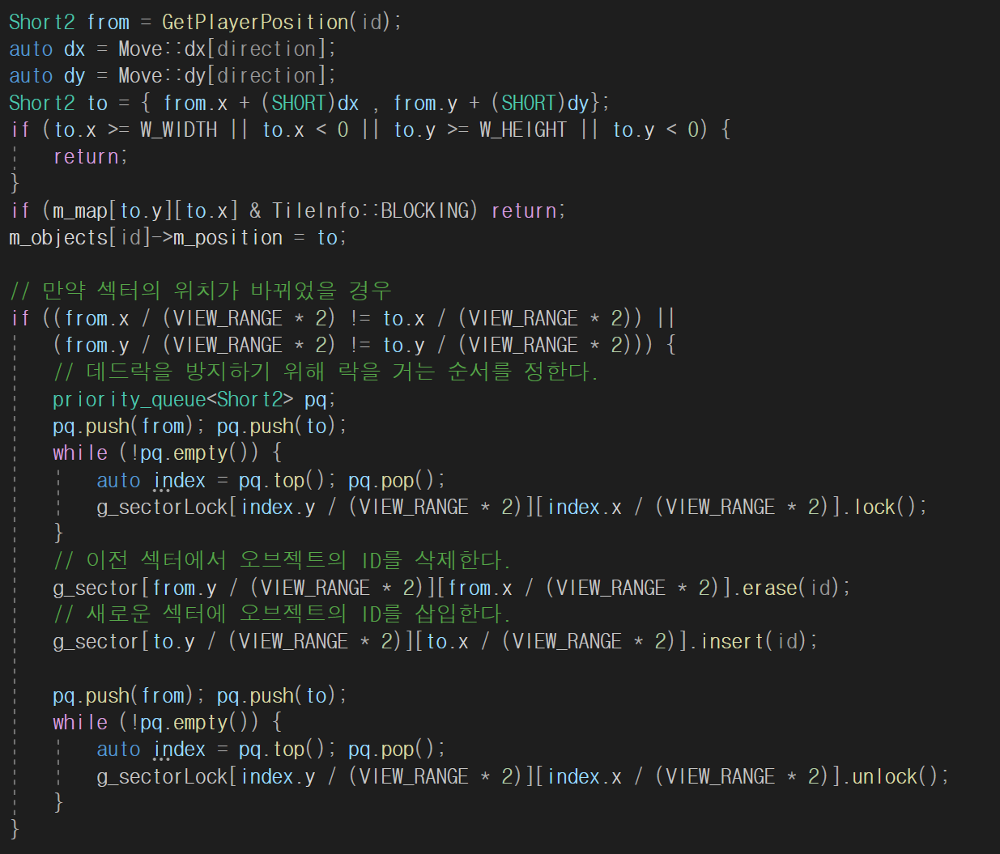 Short2 from = GetPlayerPosition(id);
auto dx = Move::dx[direction];
auto dy = Move::dy[direction];
Short2 to = { from.x + (SHORT)dx , from.y + (SHORT)dy};
if (to.x >= W_WIDTH || to.x < 0 || to.y >= W_HEIGHT || to.y < 0) {
    return;
}
if (m_map[to.y][to.x] & TileInfo::BLOCKING) return;
m_objects[id]->m_position = to;

// 만약 섹터의 위치가 바뀌었을 경우
if ((from.x / (VIEW_RANGE * 2) != to.x / (VIEW_RANGE * 2)) ||
    (from.y / (VIEW_RANGE * 2) != to.y / (VIEW_RANGE * 2))) {
    // 데드락을 방지하기 위해 락을 거는 순서를 정한다.
    priority_queue<Short2> pq;
    pq.push(from); pq.push(to);
    while (!pq.empty()) {
        auto index = pq.top(); pq.pop();
        g_sectorLock[index.y / (VIEW_RANGE * 2)][index.x / (VIEW_RANGE * 2)].lock();
    }
    // 이전 섹터에서 오브젝트의 ID를 삭제한다.
    g_sector[from.y / (VIEW_RANGE * 2)][from.x / (VIEW_RANGE * 2)].erase(id);
    // 새로운 섹터에 오브젝트의 ID를 삽입한다.
    g_sector[to.y / (VIEW_RANGE * 2)][to.x / (VIEW_RANGE * 2)].insert(id);

    pq.push(from); pq.push(to);
    while (!pq.empty()) {
        auto index = pq.top(); pq.pop();
        g_sectorLock[index.y / (VIEW_RANGE * 2)][index.x / (VIEW_RANGE * 2)].unlock();
    }
}